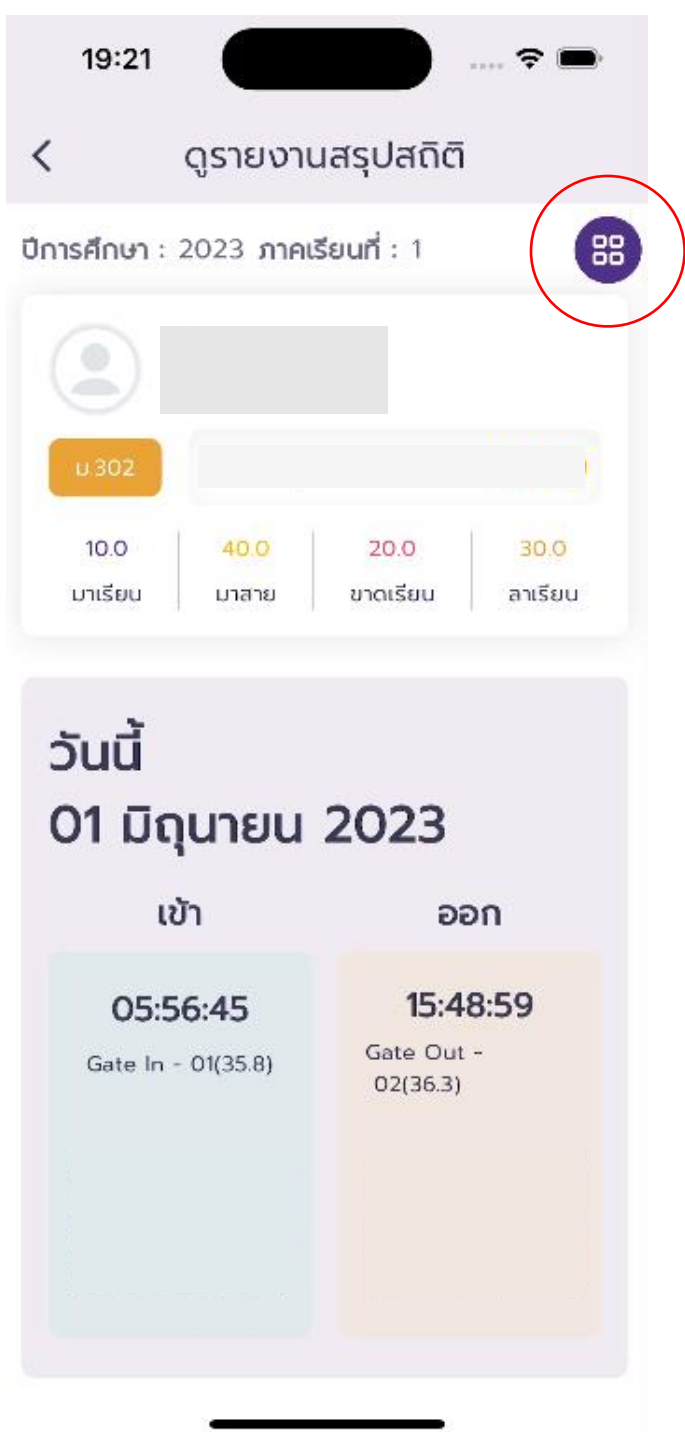 19:21
ดูรายงานสรุปสถิติ
ปีการศึกษา : 2023 ภาคเรียนที่ : 1
ม.302
10.0 40.0 20.0 30.0
มาเรียน มาสาย ขาดเรียน ลาเรียน
วันนี้
01 มิถุนายน 2023
เข้า ออก
05:56:45 15:48:59
Gate In - 01(35.8) Gate Out -
02(36.3)